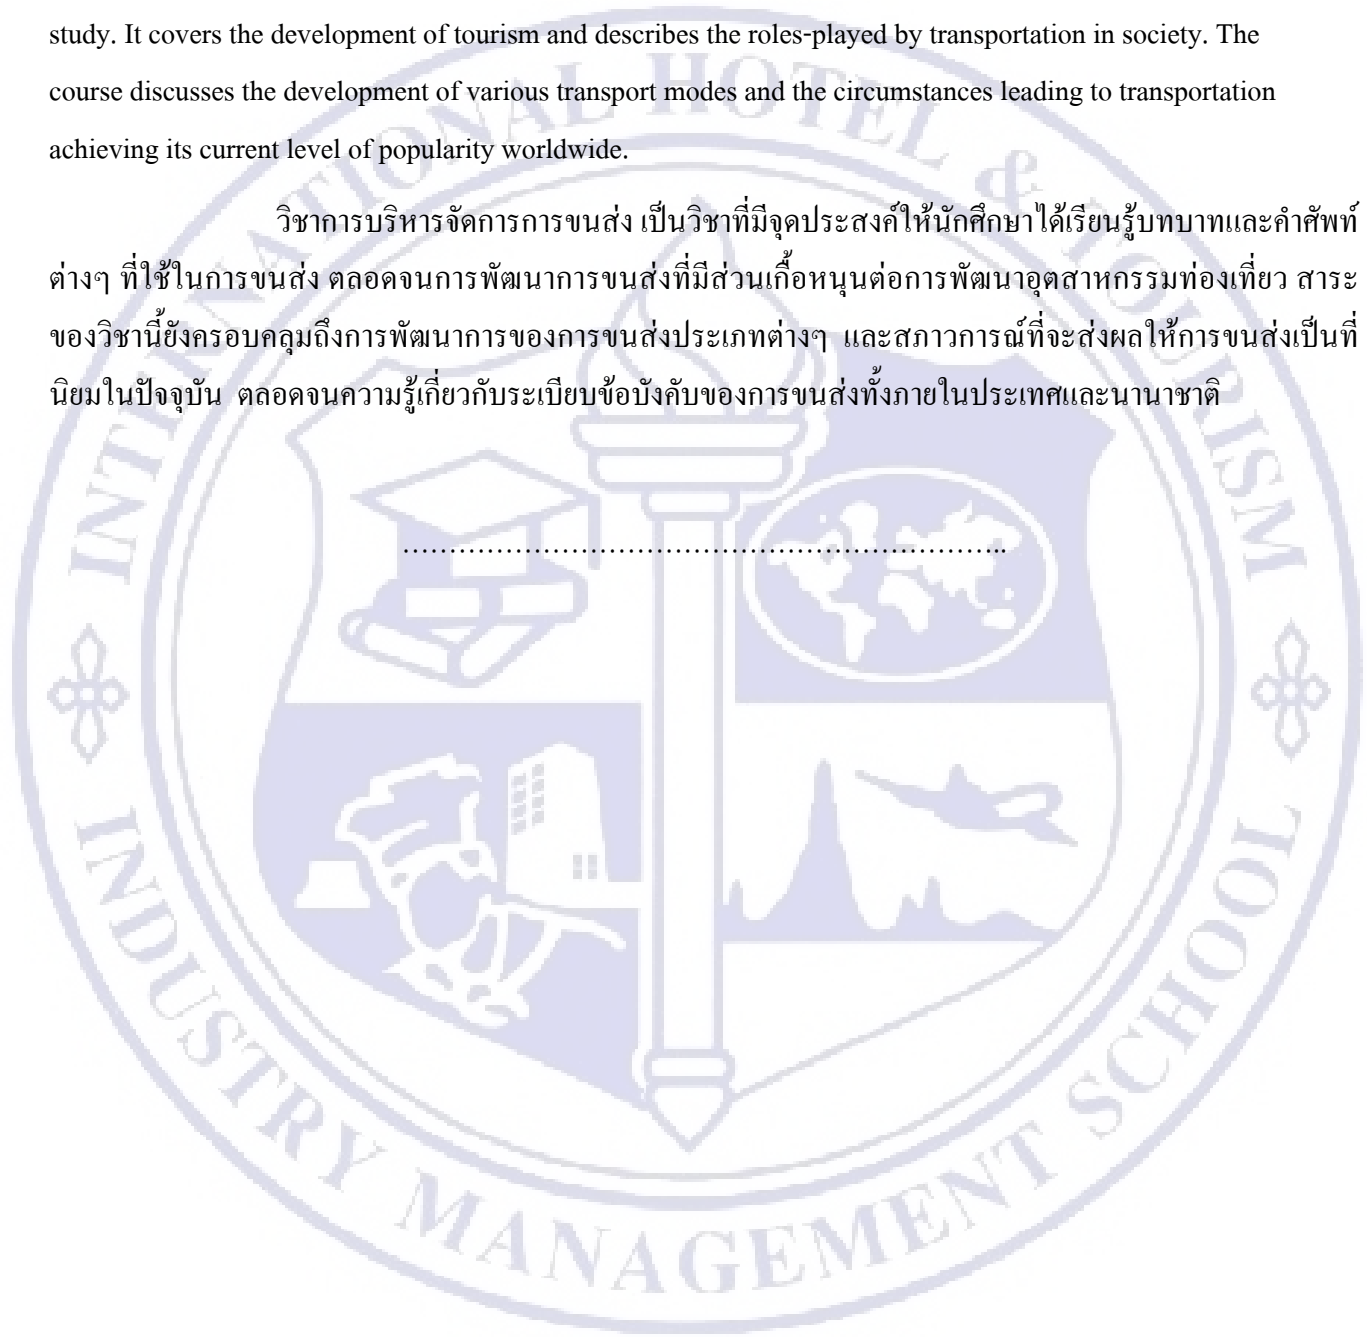 study. It covers the development of tourism and describes the roles-played by transportation in society. The
course discusses the development of various transport modes and the circumstances leading to transportation
achieving its current level of popularity worldwide.
วิชาการบริหารจัดการการขนส่ง เป็นวิชาที่มีจุดประสงค์ให้นักศึกษาได้เรียนรู้บทบาทและคำศัพท์
ต่างๆ ที่ใช้ในการขนส่ง ตลอดจนการพัฒนาการขนส่งที่มีส่วนเกื้อหนุนต่อการพัฒนาอุตสาหกรรมท่องเที่ยว สาระ
ของวิชานี้ยังครอบคลุมถึงการพัฒนาการของการขนส่งประเภทต่างๆ และสภาวการณ์ที่จะส่งผลให้การขนส่งเป็นที่
นิยมในปัจจุบัน ตลอดจนความรู้เกี่ยวกับระเบียบข้อบังคับของการขนส่งทั้งภายในประเทศและนานาชาติ
……………………………………………………….
INTERNATIONAL HOTEL & TOURISM
INDUSTRY MANAGEMENT SCHOOL